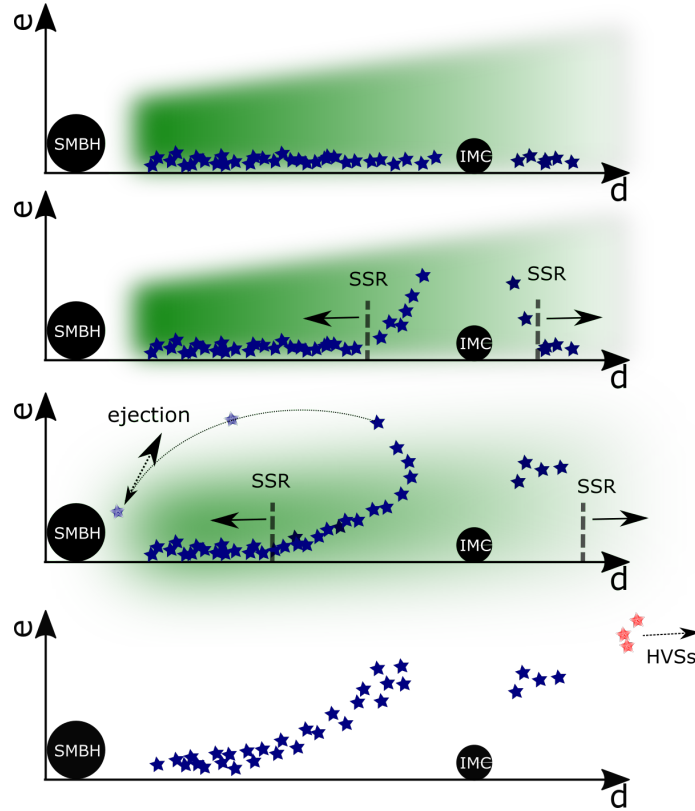 e
SMBH
IMC
d
e
SSR
SSR
SMBH
IMC
d
e
ejection
SSR
SSR
SMBH
IMC
d
e
HVSs
SMBH
IMC
d